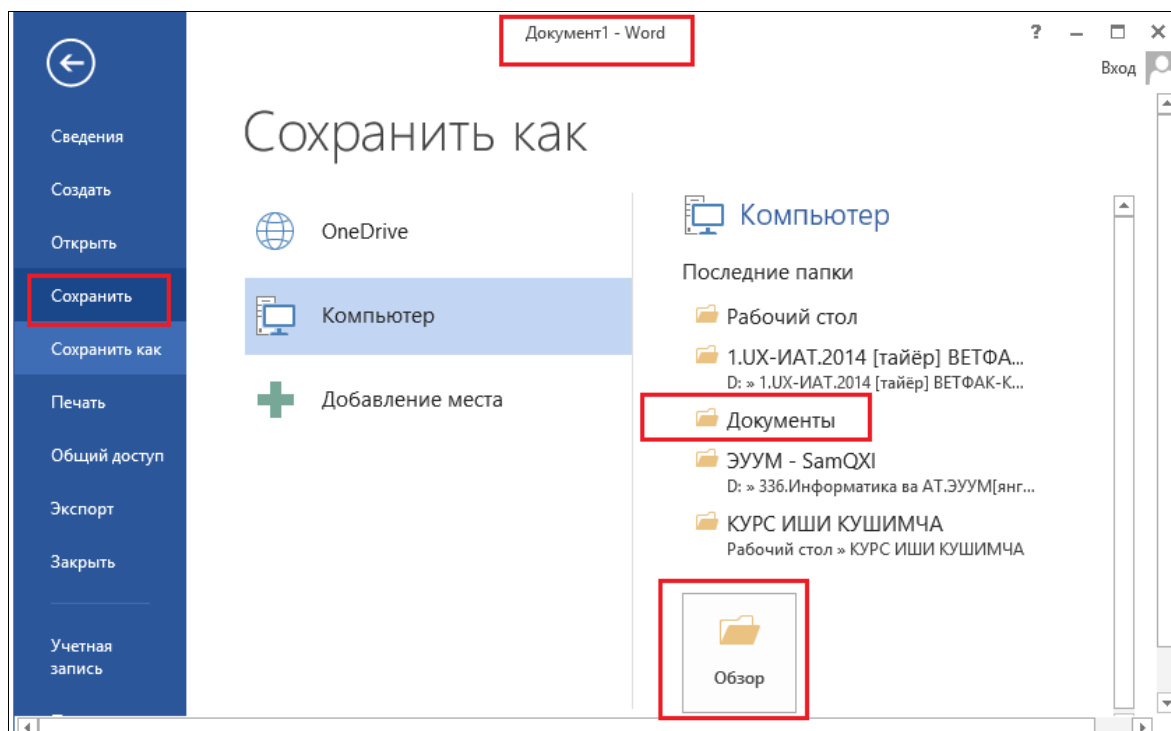 Документ1 - Word
?
Вход
Сведения
Создать
Открыть
Сохранить
Сохранить как
Печать
Общий доступ
Экспорт
Закрыть
Учетная
запись
Сохранить как
OneDrive
Компьютер
Добавление места
Компьютер
Последние папки
Рабочий стол
1.UX-ИАТ.2014 [тайёр] ВЕТФА...
D: » 1.UX-ИАТ.2014 [тайёр] ВЕТФАК-К...
Документы
ЭУУМ - SamQXI
D: » 336.Информатика ва АТ.ЭУУМ[янг...
КУРС ИШИ КУШИМЧА
Рабочий стол » КУРС ИШИ КУШИМЧА
Обзор